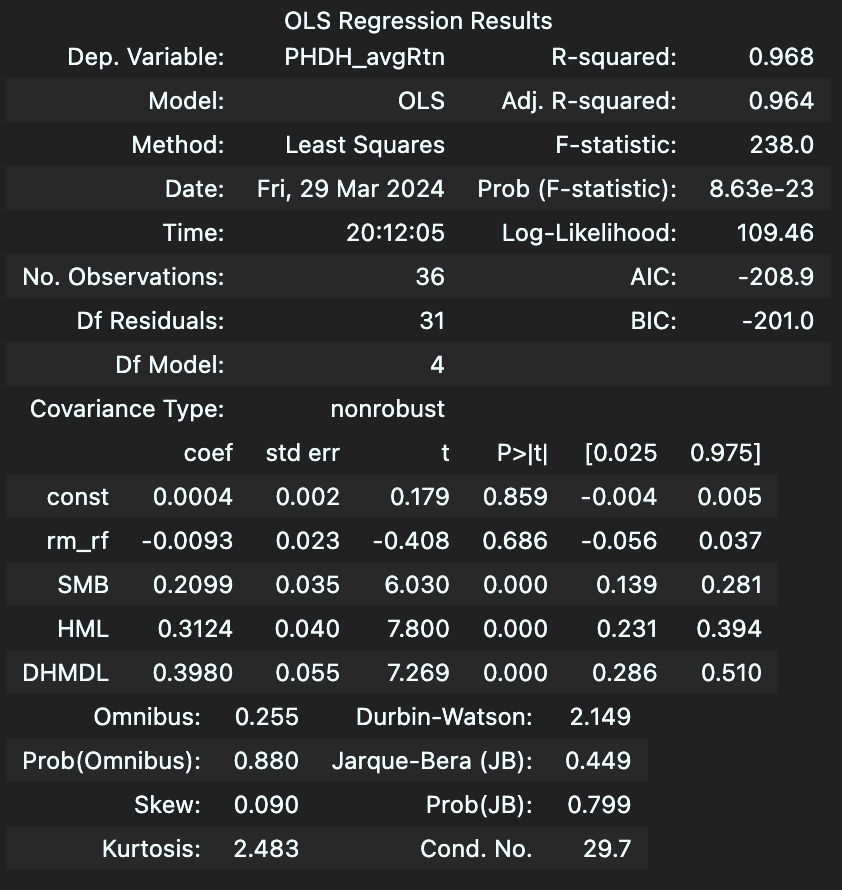 OLS Regression Results
Dep. Variable: PHDH_avgRtn R-squared: 0.968
Model: OLS Adj. R-squared: 0.964
Method: Least Squares F-statistic: 238.0
Date: Fri, 29 Mar 2024 Prob (F-statistic): 8.63e-23
Time: 20:12:05 Log-Likelihood: 109.46
No. Observations: 36 AIC: -208.9
Df Residuals: 31 BIC: -201.0
Df Model: 4
Covariance Type: nonrobust
coef std err t P>|t| [0.025 0.975]
const 0.0004 0.002 0.179 0.859 -0.004 0.005
rm_rf -0.0093 0.023 -0.408 0.686 -0.056 0.037
SMB 0.2099 0.035 6.030 0.000 0.139 0.281
HML 0.3124 0.040 7.800 0.000 0.231 0.394
DHMDL 0.3980 0.055 7.269 0.000 0.286 0.510
Omnibus: 0.255 Durbin-Watson: 2.149
Prob(Omnibus): 0.880 Jarque-Bera (JB): 0.449
Skew: 0.090 Prob(JB): 0.799
Kurtosis: 2.483 Cond. No. 29.7